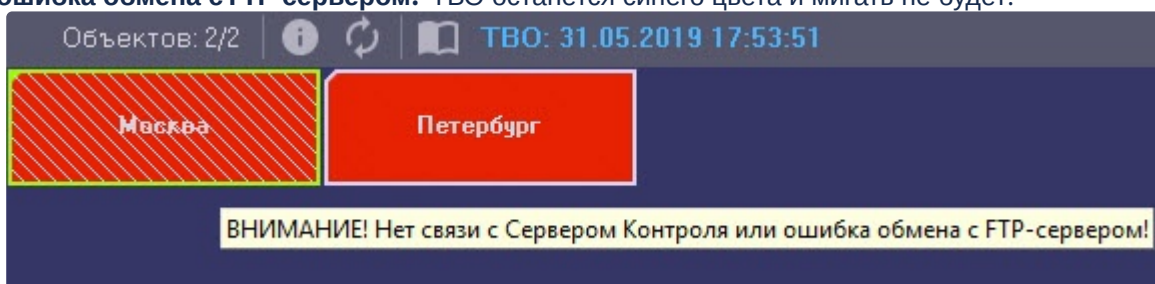 ошибка обмена с FTP-сервером! ТВО останется синего цвета и мигать не будет.
Объектов: 2/2 ТВО: 31.05.2019 17:53:51
Москва Петербург
ВНИМАНИЕ! Нет связи с Сервером Контроля или ошибка обмена с FTP-сервером!